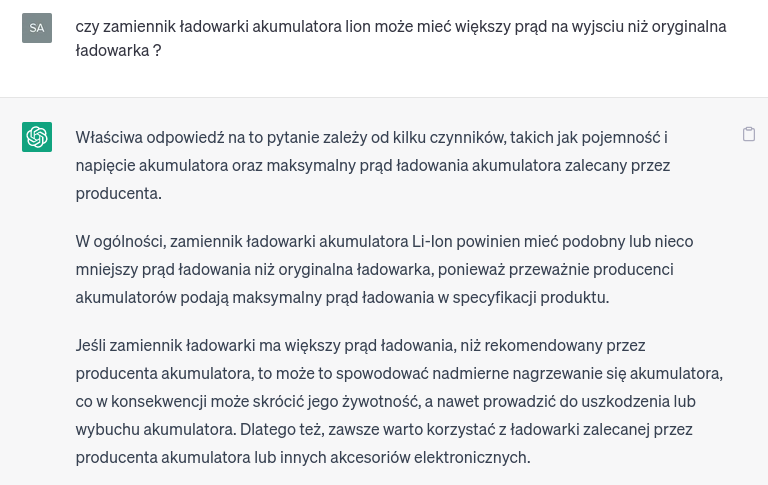 SA
czy zamiennik ładowarki akumulatora lion może mieć większy prąd na wyjsciu niż oryginalna
ładowarka ?
Właściwa odpowiedź na to pytanie zależy od kilku czynników, takich jak pojemność i
napięcie akumulatora oraz maksymalny prąd ładowania akumulatora zalecany przez
producenta.
W ogólności, zamiennik ładowarki akumulatora Li-Ion powinien mieć podobny lub nieco
mniejszy prąd ładowania niż oryginalna ładowarka, ponieważ przeważnie producenci
akumulatorów podają maksymalny prąd ładowania w specyfikacji produktu.
Jeśli zamiennik ładowarki ma większy prąd ładowania, niż rekomendowany przez
producenta akumulatora, to może to spowodować nadmierne nagrzewanie się akumulatora,
co w konsekwencji może skrócić jego żywotność, a nawet prowadzić do uszkodzenia lub
wybuchu akumulatora. Dlatego też, zawsze warto korzystać z ładowarki zalecanej przez
producenta akumulatora lub innych akcesoriów elektronicznych.